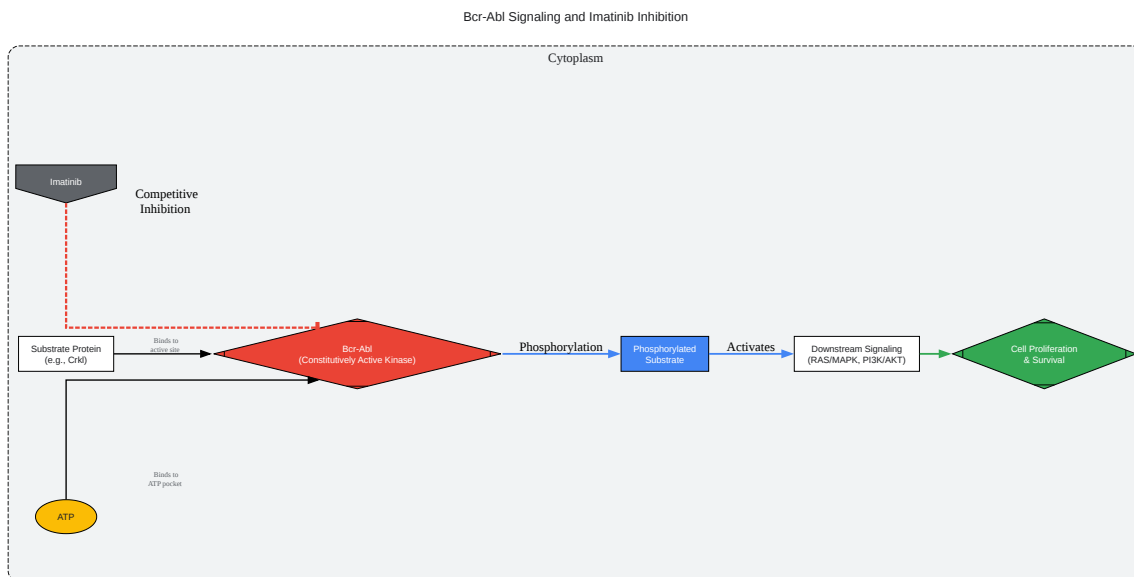 Bcr-Abl Signaling and Imatinib Inhibition
Cytoplasm
Imatinib
Competitive
Inhibition
Substrate Protein
(e.g., Crkl)
Binds to
active site
Bcr-Abl
(Constitutively Active Kinase)
Phosphorylation
Phosphorylated
Substrate
Activates
Downstream Signaling
(RAS/MAPK, PI3K/AKT)
Cell Proliferation
& Survival
Binds to
ATP pocket
ATP